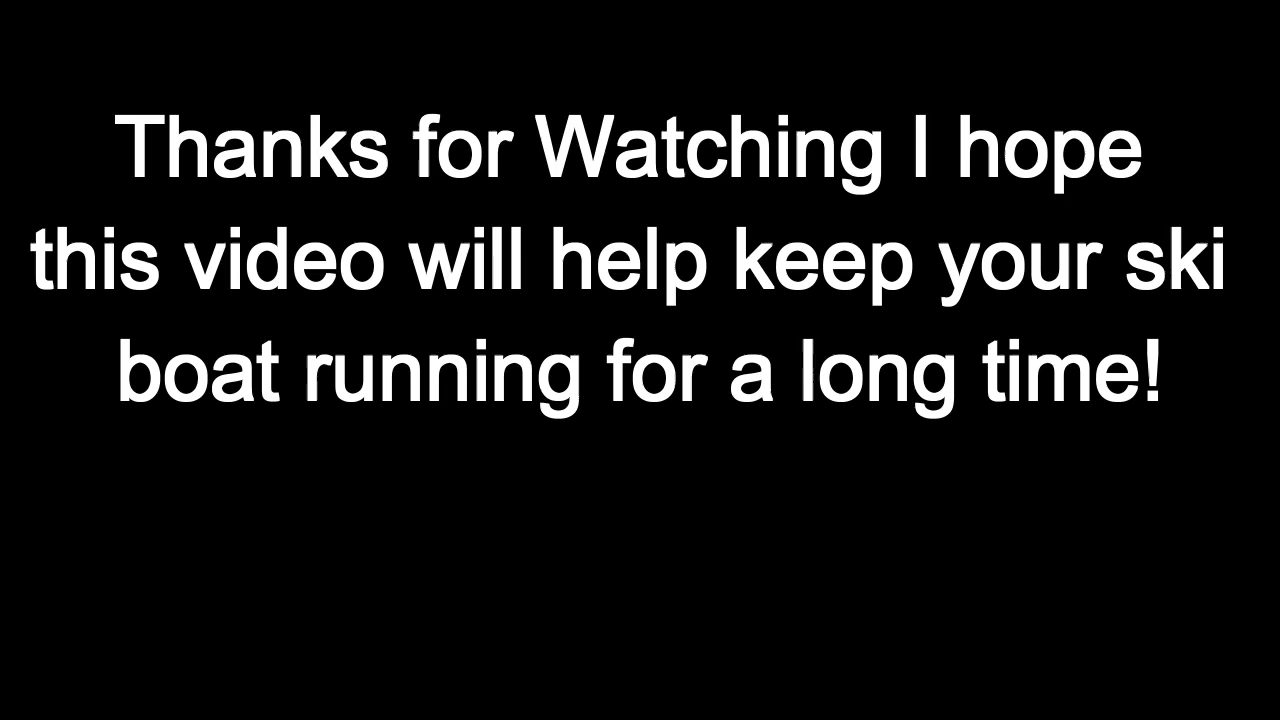 Thanks for Watching I hope
this video will help keep your ski
boat running for a long time!